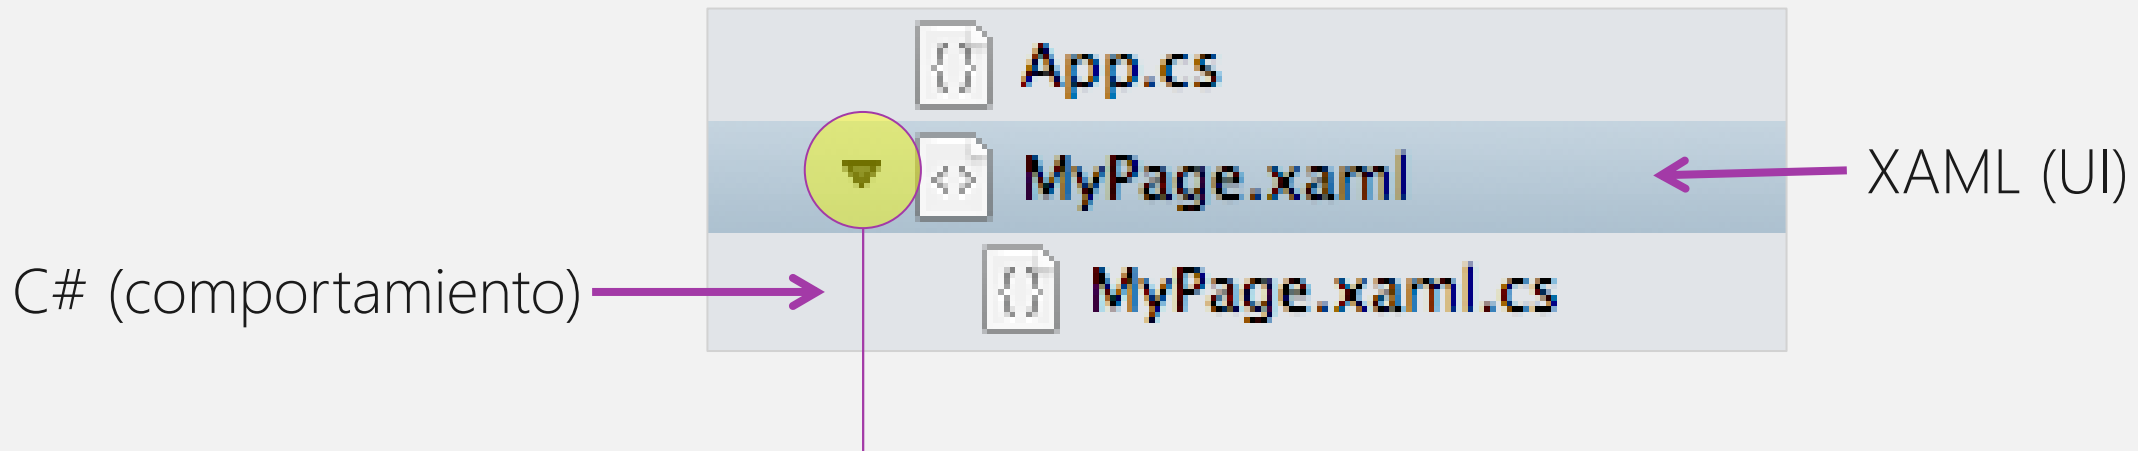 App.cs
MyPage.xaml
XAML (UI)
C# (comportamiento)
MyPage.xaml.cs